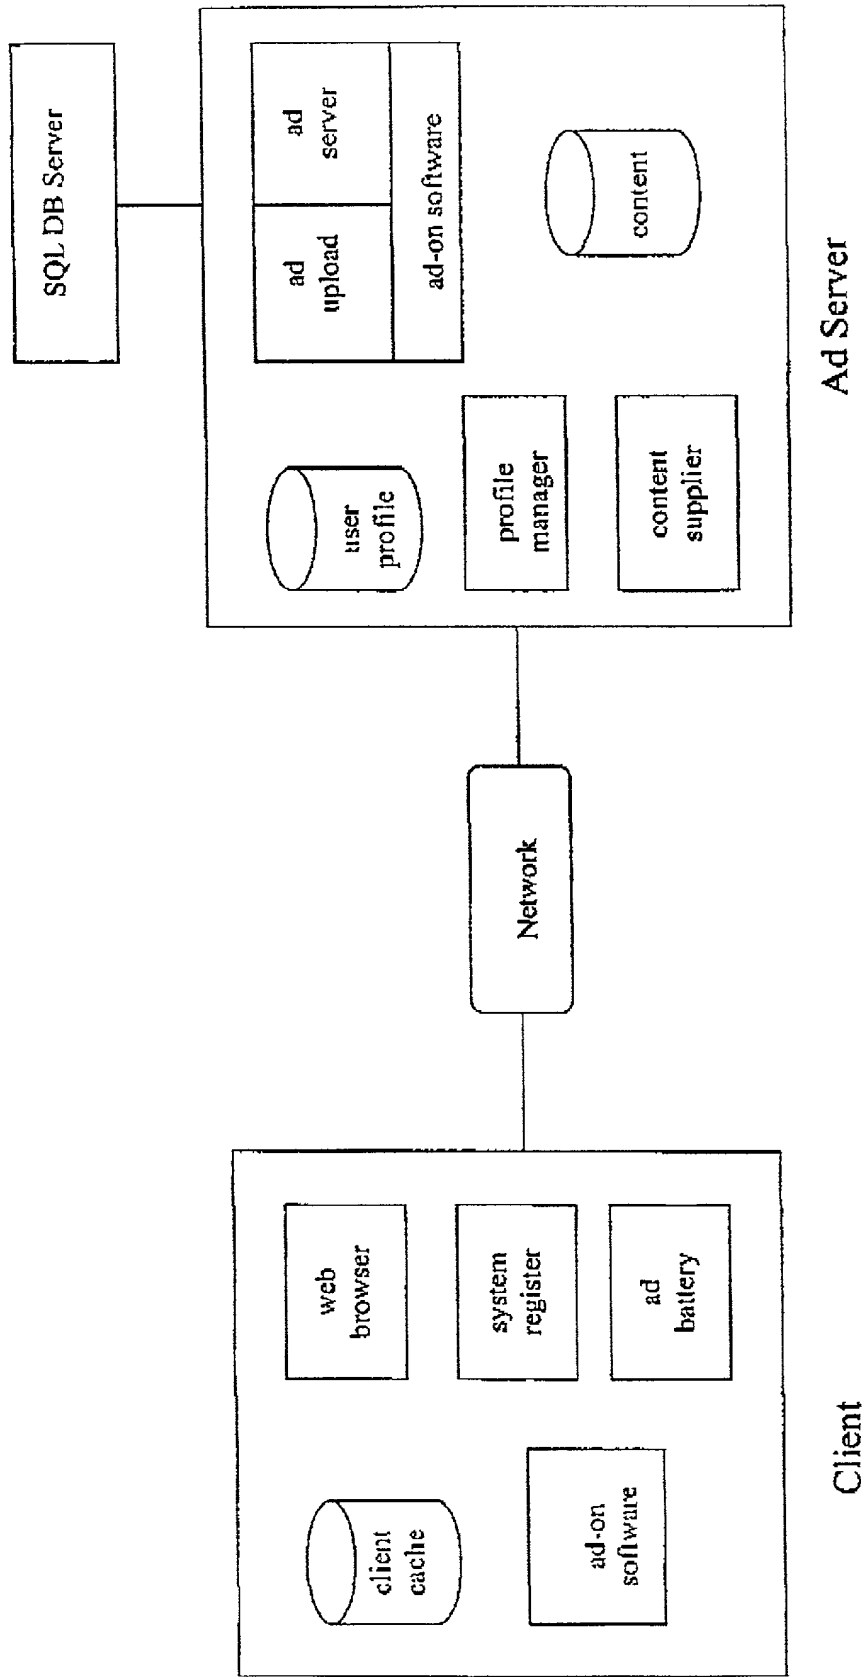 SQL DB Server
client
cache
web
browser
ad-on
software
system
register
ad
battery
Client
Network
user
profile
ad
upload
ad
server
ad-on software
profile
manager
content
supplier
content
Ad Server